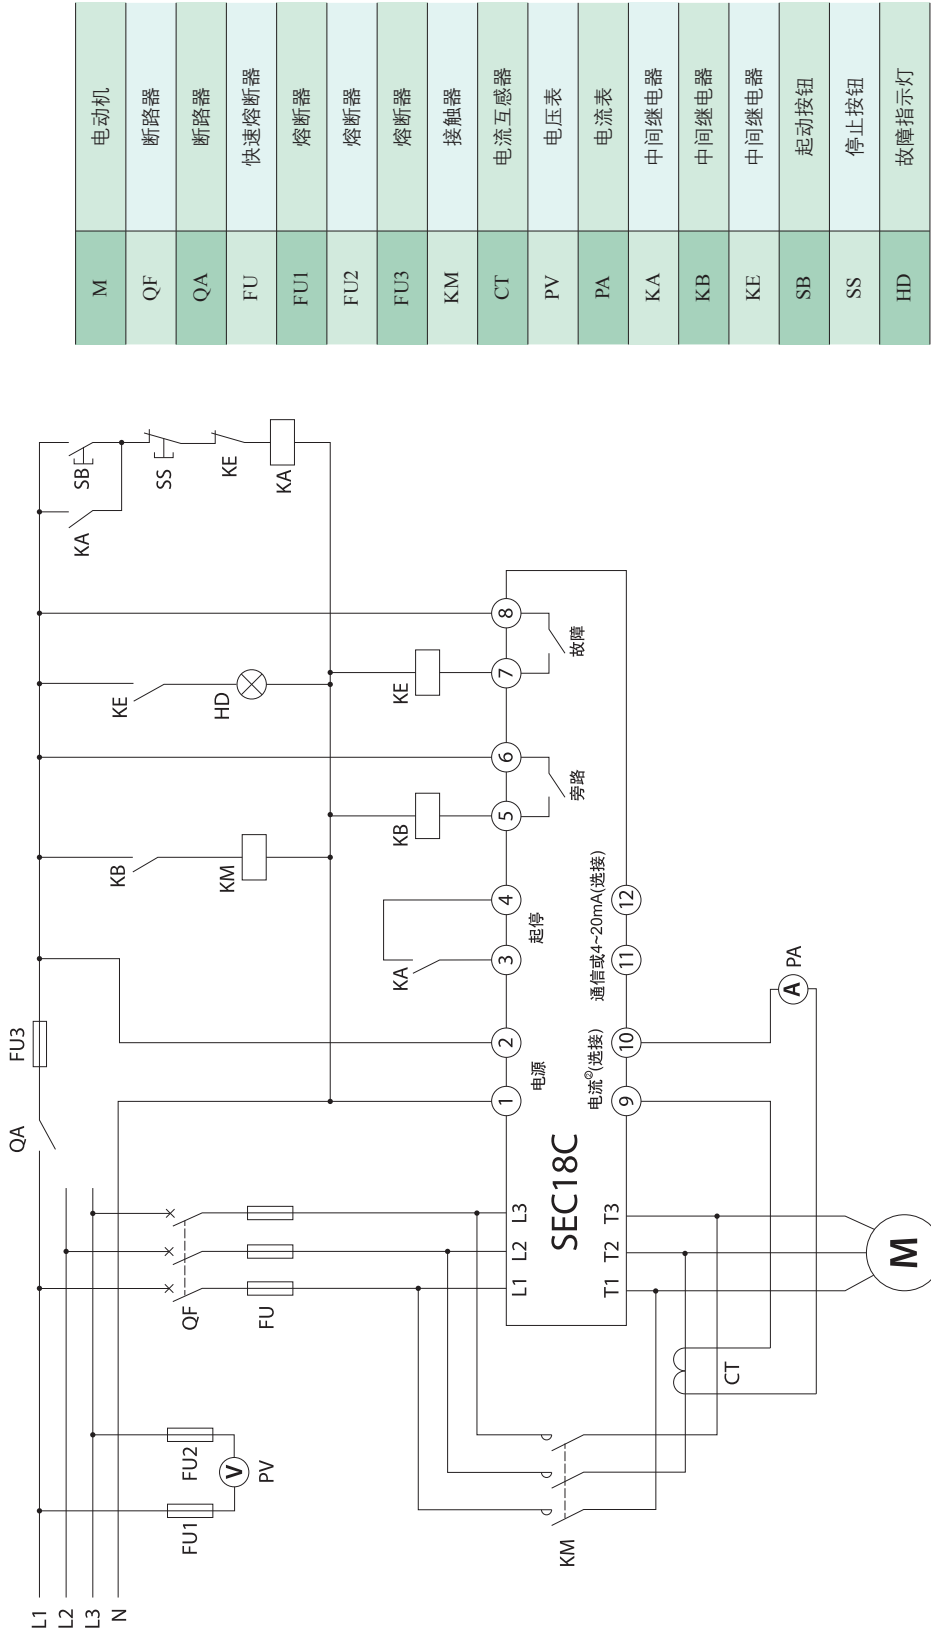 L1
L2
L3
N
FU1
FU2
V
PV
QF
FU
QA
FU3
KB
KM
KE
HD
KA
SB
SS
KE
KA
KM
L1
L2
L3
SEC18C
T1
T2
T3
CT
M
1
2
电源
KA
3
4
起停
KB
5
6
旁路
KE
7
8
故障
9
10
电流②(选接)
11
12
通信或4~20mA(选接)
A
PA
M 电动机
QF 断路器
QA 断路器
FU 快速熔断器
FU1 熔断器
FU2 熔断器
FU3 熔断器
KM 接触器
CT 电流互感器
PV 电压表
PA 电流表
KA 中间继电器
KB 中间继电器
KE 中间继电器
SB 起动按钮
SS 停止按钮
HD 故障指示灯